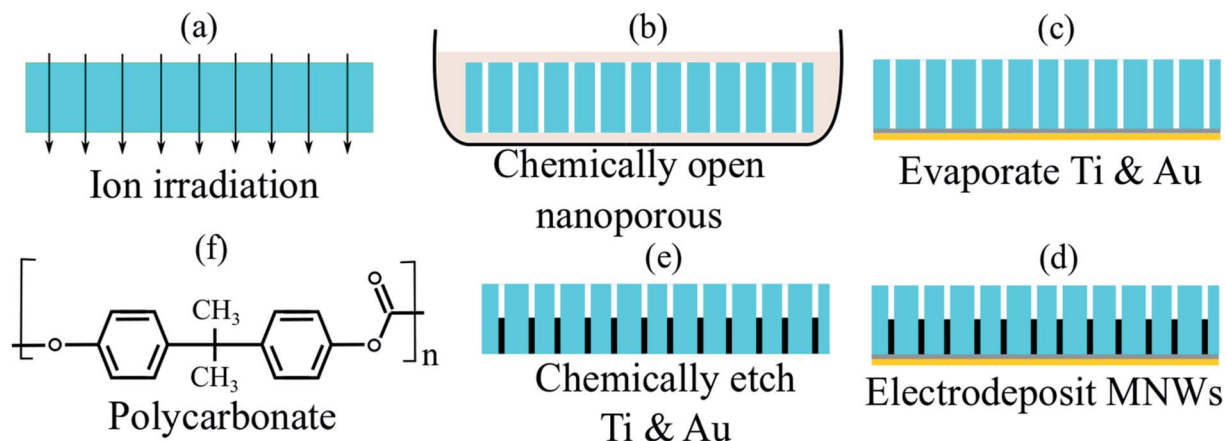 (a)
Ion irradiation
(b)
Chemically open
nanoporous
(c)
Evaporate Ti & Au
(f)
O
CH₃
CH₃
O
O
n
Polycarbonate
(e)
Chemically etch
Ti & Au
(d)
Electrodeposit MNWs